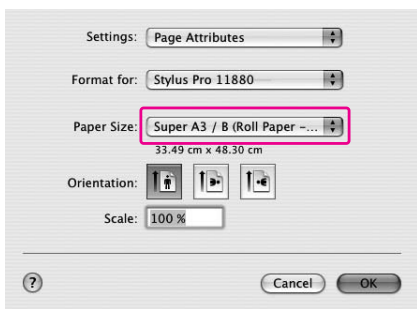 Settings: Page Attributes
Format for: Stylus Pro 11880
Paper Size: Super A3 / B (Roll Paper –...
33.49 cm x 48.30 cm
Orientation:
Scale: 100 %
? Cancel OK